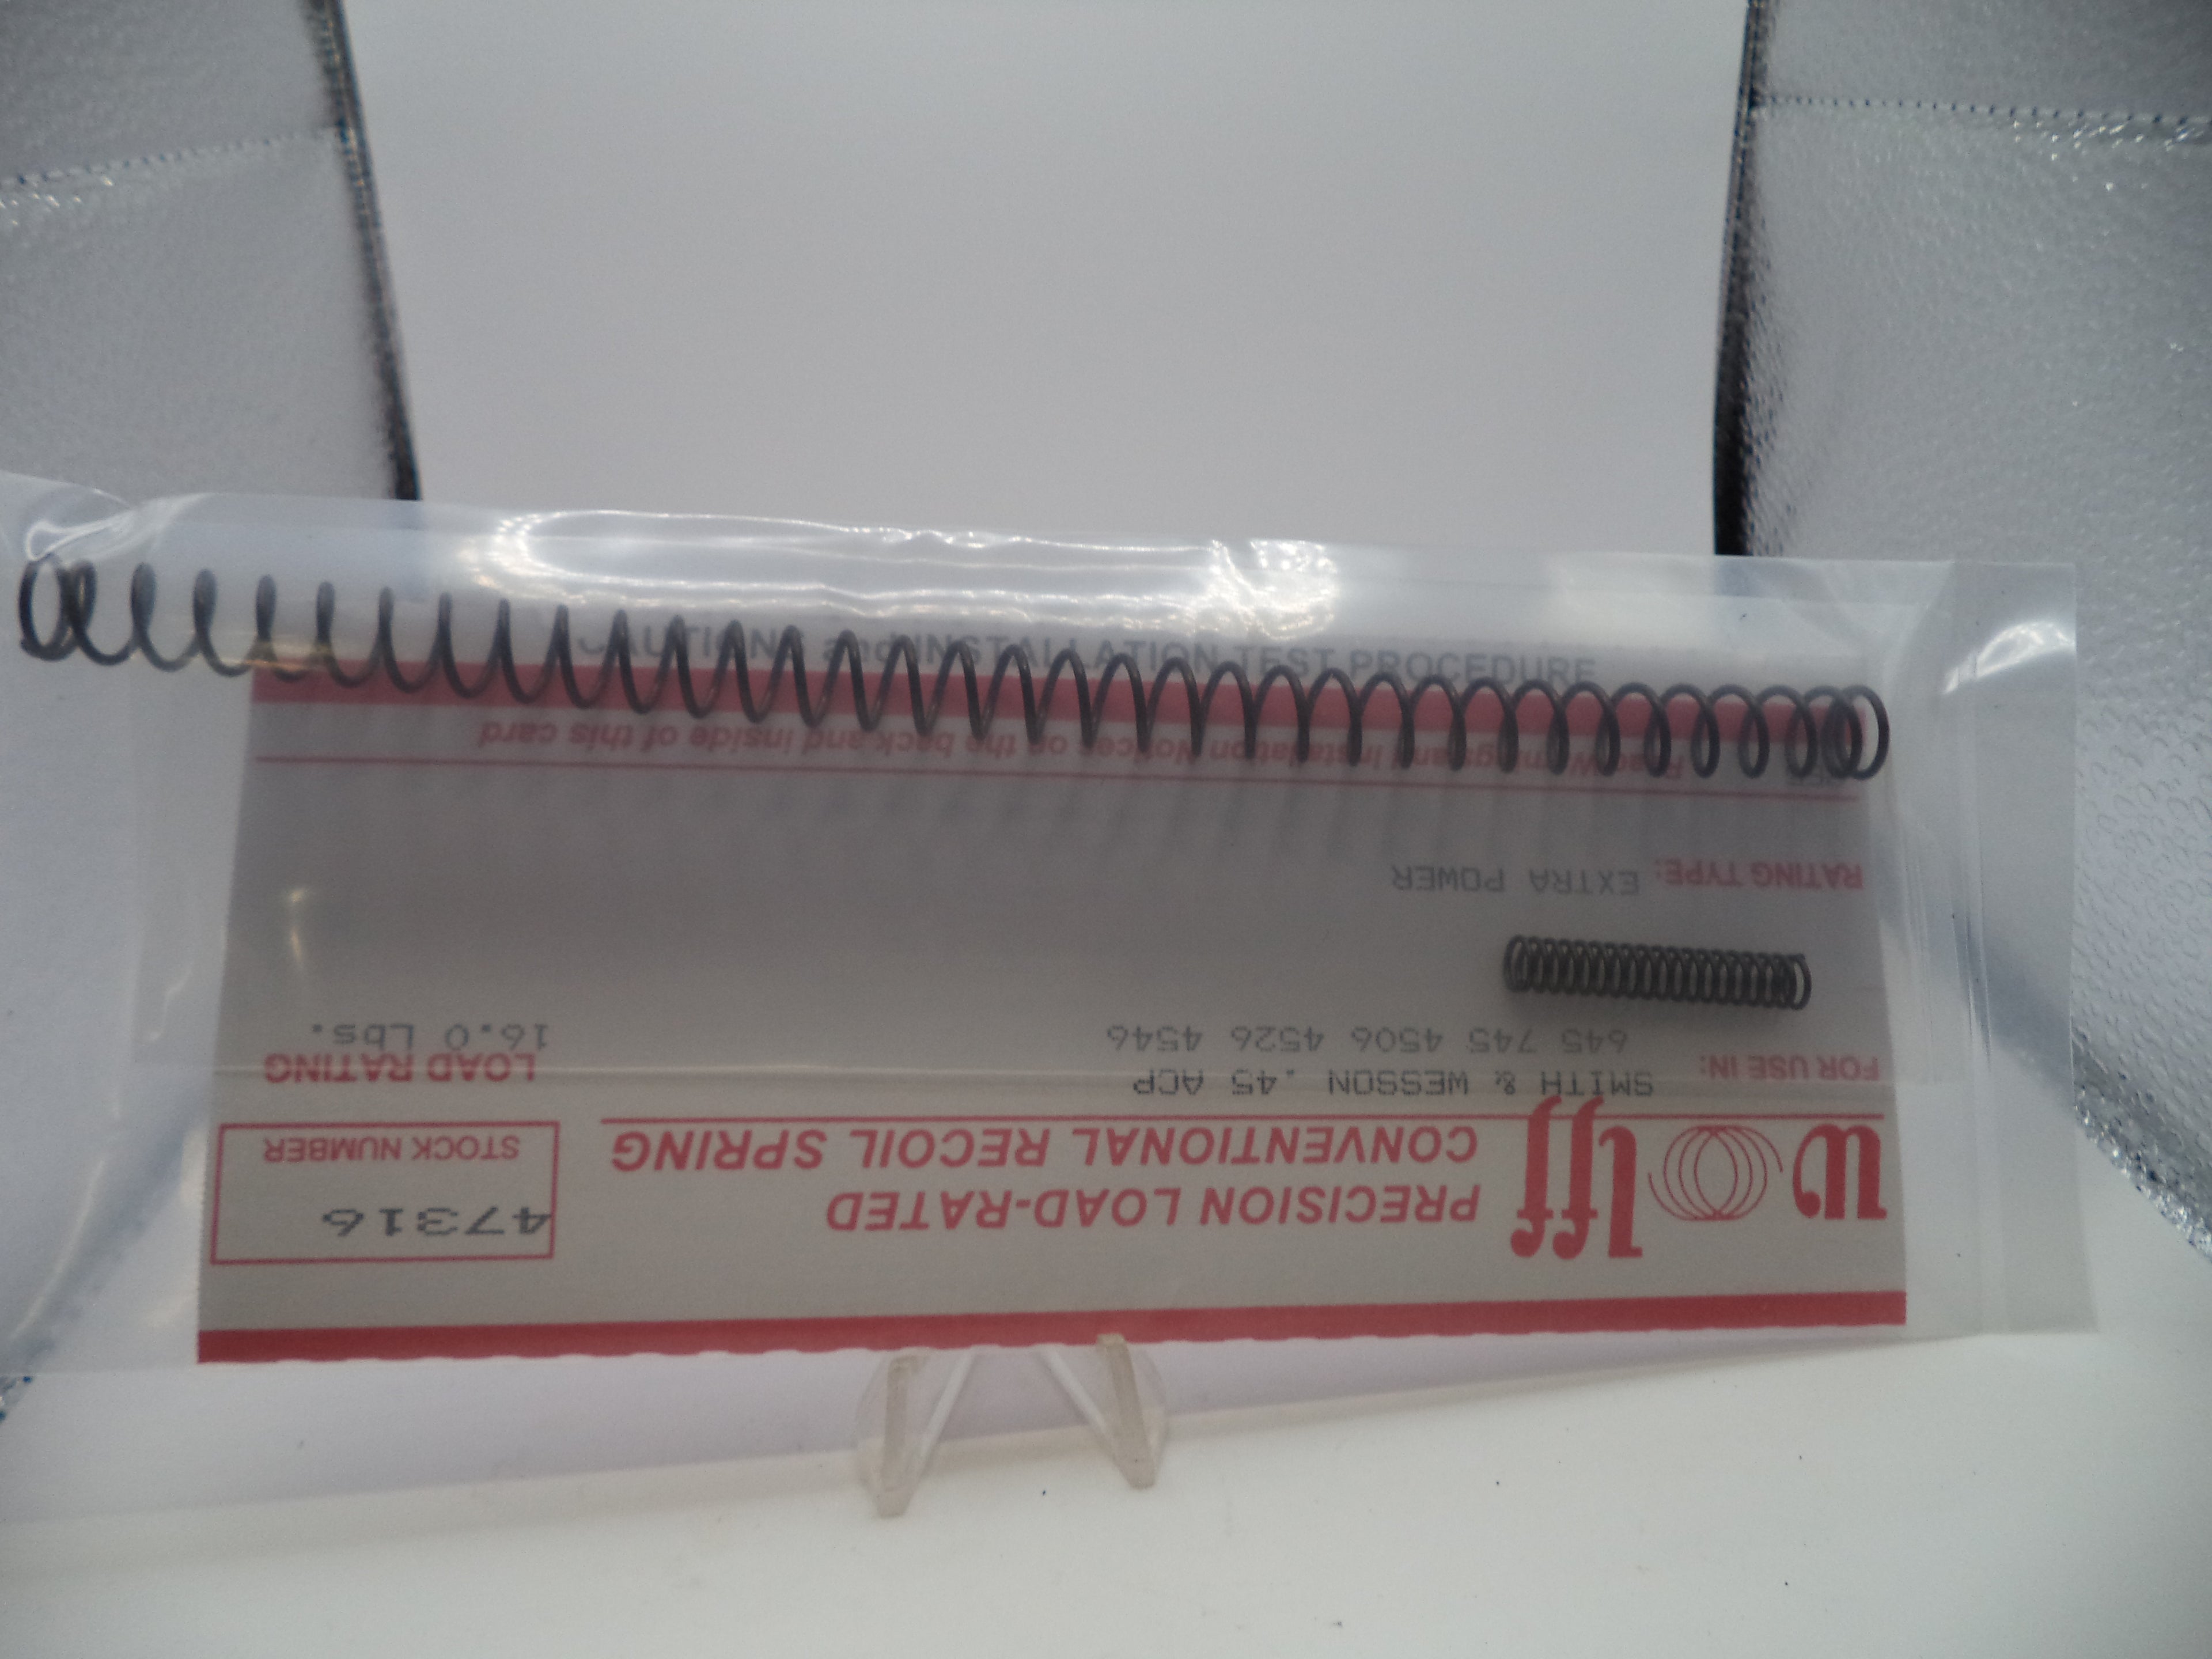 Wolff
PRECISION LOAD-RATED
CONVENTIONAL RECOIL SPRING
47316
STOCK NUMBER
FOR USE IN: SMITH & WESSON .45 ACP
645 745 4506 4526 4546
LOAD RATING
16.0 Lbs.
RATING TYPE: EXTRA POWER
Read Warnings and Installation Notices on the back and inside of this card
CAUTIONS and INSTALLATION TEST PROCEDURE